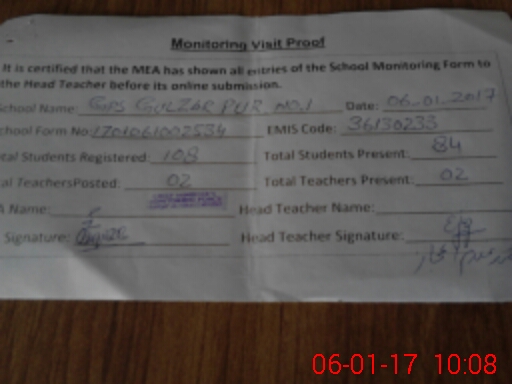 Monitoring Visit Proof
It is certified that the MEA has shown all entries of the School Monitoring Form to
the Head Teacher before its online submission.
School Name: GPS GULZAR PUR NO.1 Date: 06.01.2017
School Form No: 1701061002534 EMIS Code: 36130233
tal Students Registered: 108 Total Students Present: 84
al TeachersPosted: 02 Total Teachers Present: 02
A Name: Head Teacher Name:
Signature: Head Teacher Signature:
06-01-17 10:08